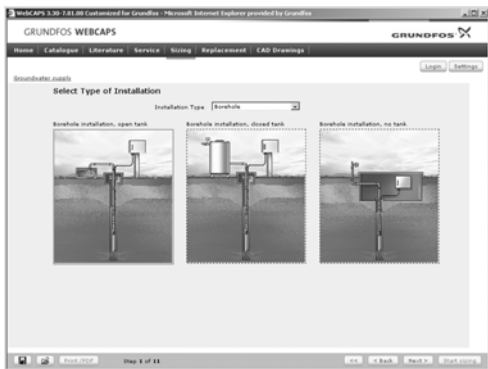 WebCAPS 3.30-7.01.08 Customized for Grundfos - Microsoft Internet Explorer provided by Grundfos
GRUNDFOS WEBCAPS
GRUNDFOS
Home Catalogue Literature Service Sizing Replacement CAD Drawings
Login Settings
Groundwater supply
Select Type of Installation
Installation Type Borehole
Borehole installation, open tank Borehole installation, closed tank Borehole installation, no tank
Print/PDF Step 1 of 11 << < Back Next > Start sizing